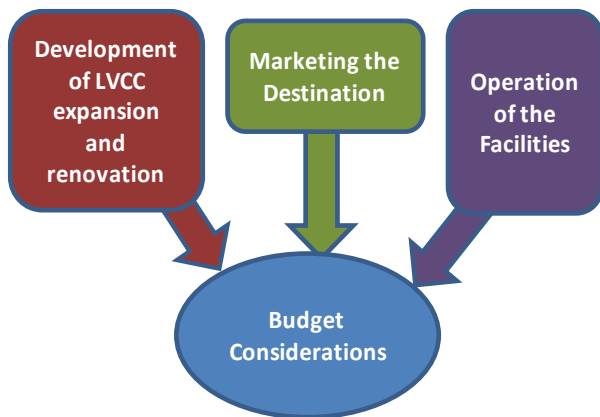 Development
of LVCC
expansion
and
renovation
Marketing the
Destination
Operation
of the
Facilities
Budget
Considerations